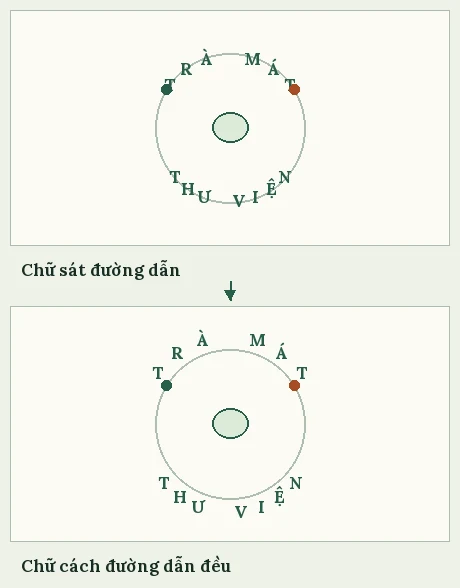 TRÀ MÁT
THƯ VIỆN
Chữ sát đường dẫn
TRÀ MÁT
THƯ VIỆN
Chữ cách đường dẫn đều